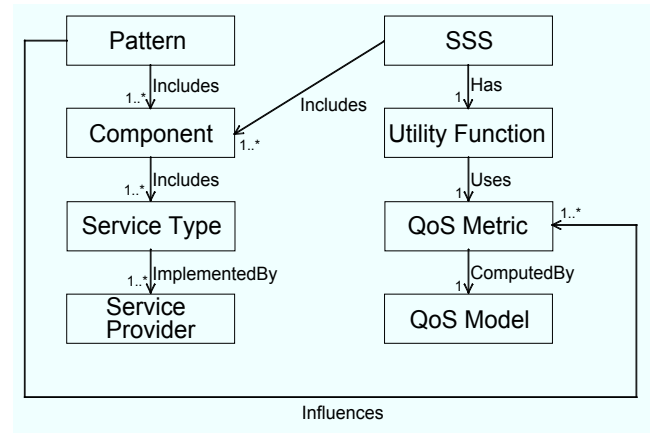 Pattern
SSS
Includes
Has
1..*
1
Includes
Component
Utility Function
1..*
Includes
Uses
1..*
1
1..*
Service Type
QoS Metric
ImplementedBy
ComputedBy
1..*
1
Service
Provider
QoS Model
Influences